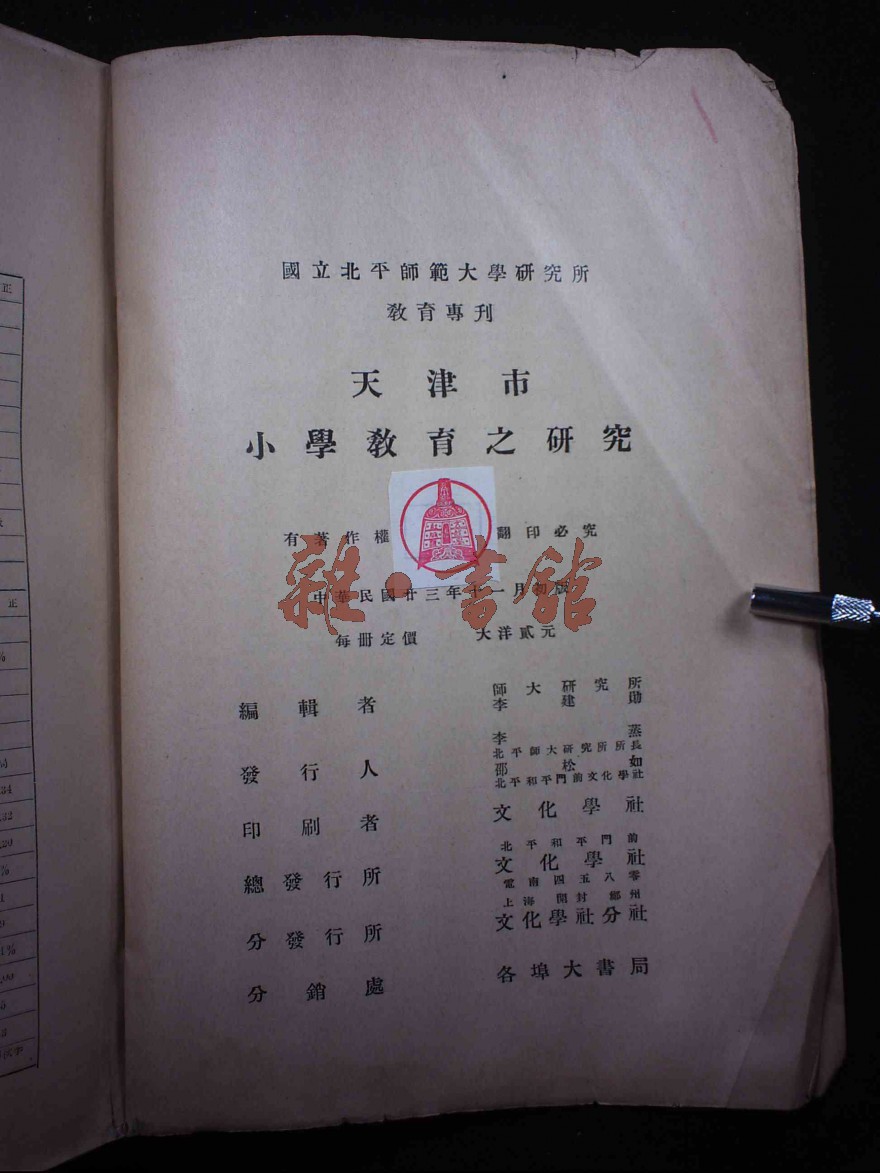 國立北平師範大學研究所
教育專刊
天津市
小學教育之研究
有著作權 翻印必究
中華民國廿三年十一月初版
每冊定價 大洋貳元
編輯者 師大研究所
李建勛
發行人 李蒸
北平師大研究所所長
邵松如
北平和平門前文化學社
印刷者 文化學社
總發行所 北平和平門前
文化學社
電南四五八零
分發行所 上海 開封 鄭州
文化學社分社
分銷處 各埠大書局
雜·書館
正
正